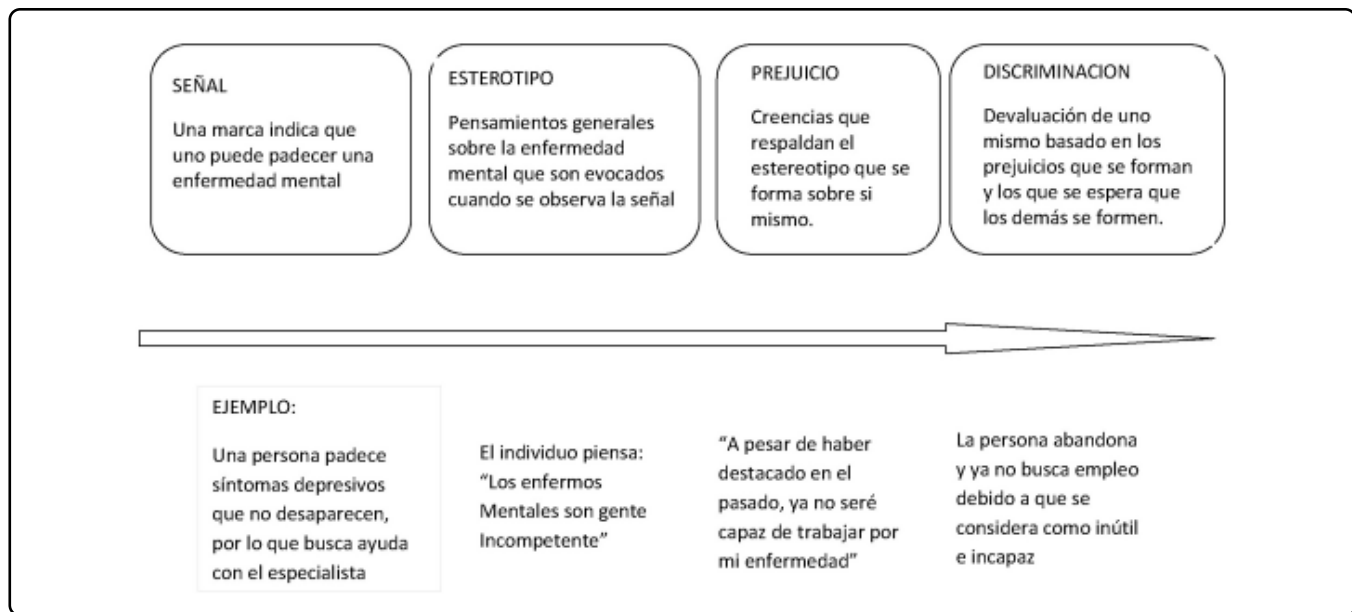 SEÑAL
Una marca indica que
uno puede padecer una
enfermedad mental
ESTEROTIPO
Pensamientos generales
sobre la enfermedad
mental que son evocados
cuando se observa la señal
PREJUICIO
Creencias que
respaldan el
estereotipo que se
forma sobre si
mismo.
DISCRIMINACION
Devaluación de uno
mismo basado en los
prejuicios que se forman
y los que se espera que
los demás se formen.
EJEMPLO:
Una persona padece
síntomas depresivos
que no desaparecen,
por lo que busca ayuda
con el especialista
El individuo piensa:
“Los enfermos
Mentales son gente
Incompetente”
“A pesar de haber
destacado en el
pasado, ya no seré
capaz de trabajar por
mi enfermedad”
La persona abandona
y ya no busca empleo
debido a que se
considera como inútil
e incapaz